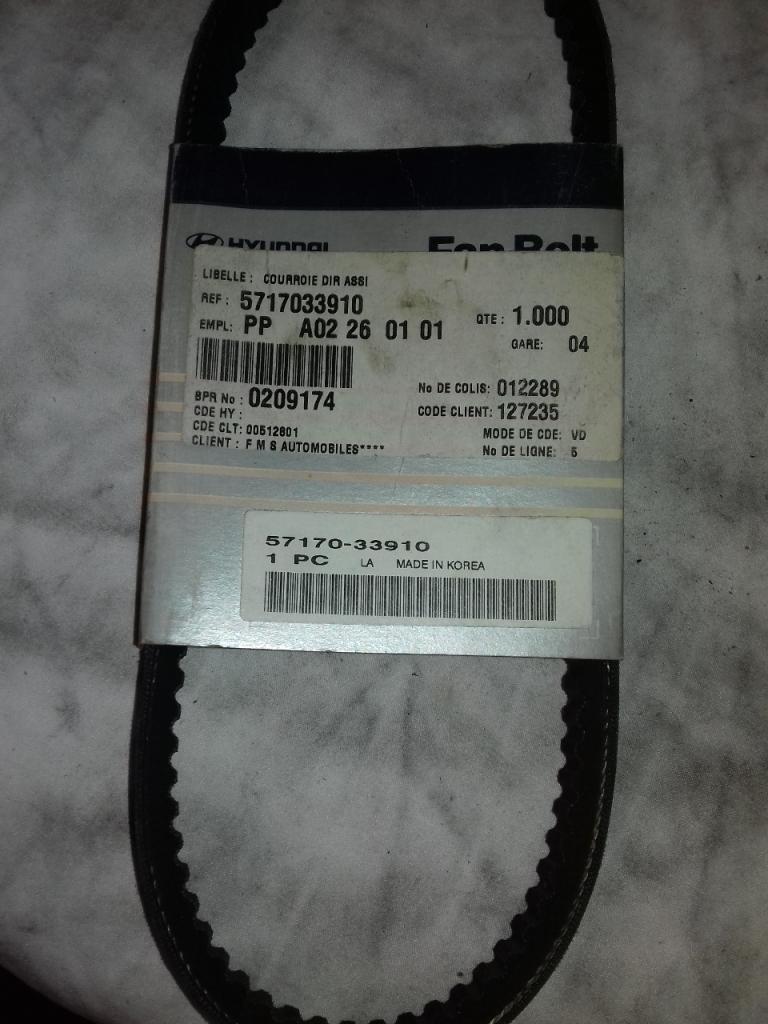 HYUNDAI Fan Belt
LIBELLE : COURROIE DIR ASSI
REF : 5717033910
QTE : 1.000
EMPL: PP A02 26 01 01
GARE: 04
BPR No : 0209174
No DE COLIS: 012289
CDE HY :
CODE CLIENT: 127235
CDE CLT: 00512801
MODE DE CDE: VD
CLIENT : F M S AUTOMOBILES****
No DE LIGNE: 5
57170-33910
1 PC LA MADE IN KOREA